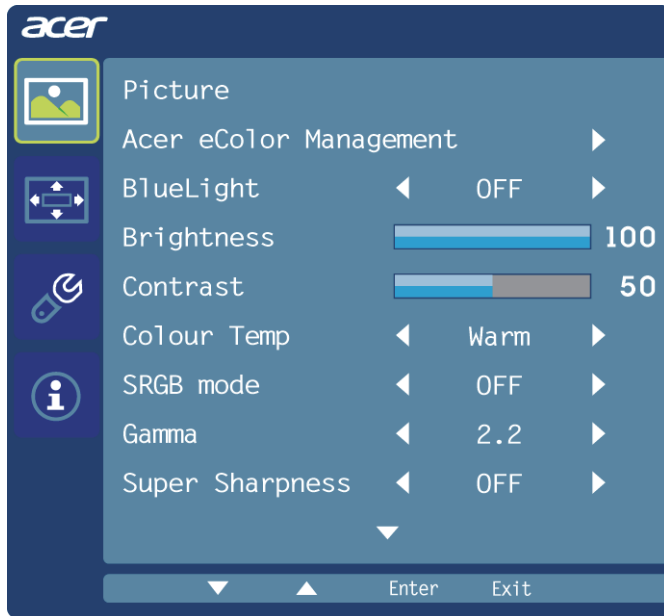 acer
Picture
Acer eColor Management
BlueLight OFF
Brightness 100
Contrast 50
Colour Temp Warm
SRGB mode OFF
Gamma 2.2
Super Sharpness OFF
Enter Exit